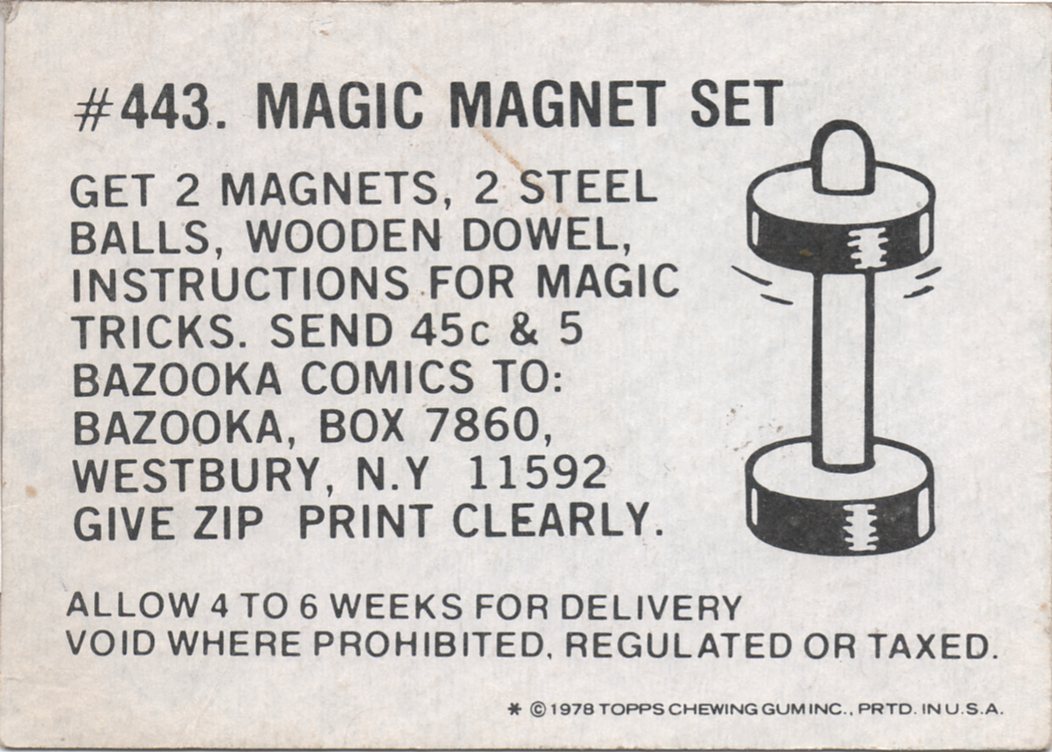 #443. MAGIC MAGNET SET
GET 2 MAGNETS, 2 STEEL
BALLS, WOODEN DOWEL,
INSTRUCTIONS FOR MAGIC
TRICKS. SEND 45c & 5
BAZOOKA COMICS TO:
BAZOOKA, BOX 7860,
WESTBURY, N.Y 11592
GIVE ZIP PRINT CLEARLY.
ALLOW 4 TO 6 WEEKS FOR DELIVERY
VOID WHERE PROHIBITED, REGULATED OR TAXED.
* © 1978 TOPPS CHEWING GUM INC., PRTD. IN U.S.A.